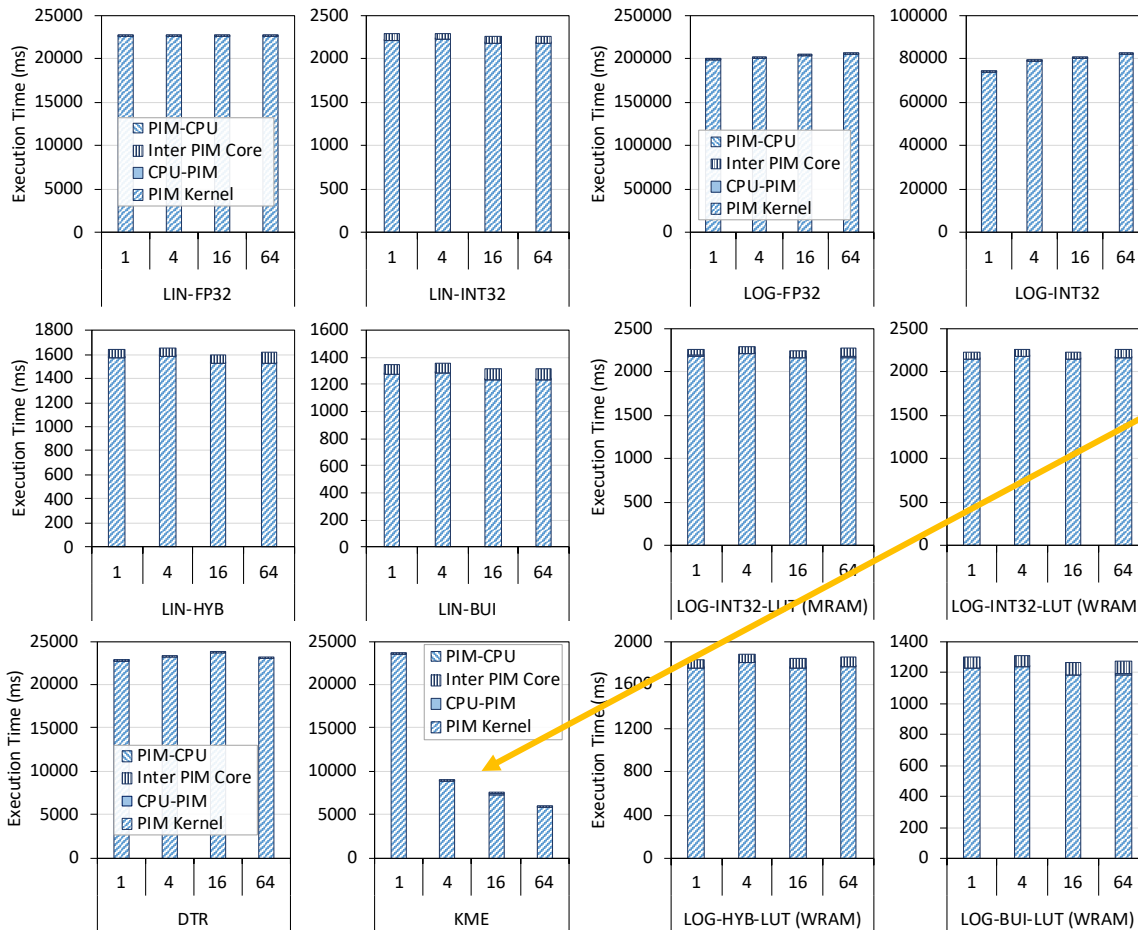 Execution Time (ms)
25000
20000
15000
10000
5000
0
PIM-CPU
Inter PIM Core
CPU-PIM
PIM Kernel
1 4 16 64
LIN-FP32
2500
2000
1500
1000
500
0
1 4 16 64
LIN-INT32
Execution Time (ms)
250000
200000
150000
100000
50000
0
PIM-CPU
Inter PIM Core
CPU-PIM
PIM Kernel
1 4 16 64
LOG-FP32
100000
80000
60000
40000
20000
0
1 4 16 64
LOG-INT32
Execution Time (ms)
1800
1600
1400
1200
1000
800
600
400
200
0
1 4 16 64
LIN-HYB
1600
1400
1200
1000
800
600
400
200
0
1 4 16 64
LIN-BUI
Execution Time (ms)
2500
2000
1500
1000
500
0
1 4 16 64
LOG-INT32-LUT (MRAM)
2500
2000
1500
1000
500
0
1 4 16 64
LOG-INT32-LUT (WRAM)
Execution Time (ms)
25000
20000
15000
10000
5000
0
PIM-CPU
Inter PIM Core
CPU-PIM
PIM Kernel
1 4 16 64
DTR
25000
20000
15000
10000
5000
0
PIM-CPU
Inter PIM Core
CPU-PIM
PIM Kernel
1 4 16 64
KME
Execution Time (ms)
2000
1600
1200
800
400
0
1 4 16 64
LOG-HYB-LUT (WRAM)
1400
1200
1000
800
600
400
200
0
1 4 16 64
LOG-BUI-LUT (WRAM)